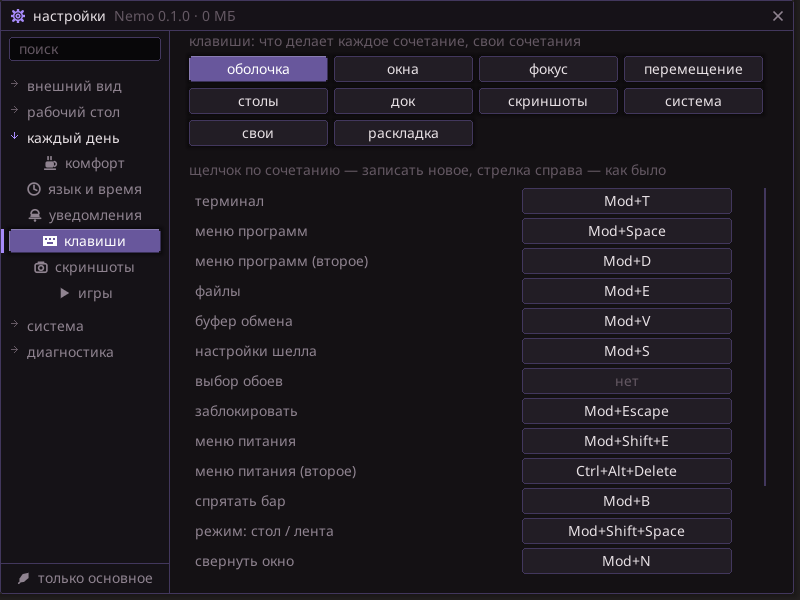 настройки Nemo 0.1.0 · 0 МБ
поиск
внешний вид
рабочий стол
каждый день
комфорт
язык и время
уведомления
клавиши
скриншоты
игры
система
диагностика
только основное
клавиши: что делает каждое сочетание, свои сочетания
оболочка окна фокус перемещение
столы док скриншоты система
свои раскладка
щелчок по сочетанию — записать новое, стрелка справа — как было
терминал Mod+T
меню программ Mod+Space
меню программ (второе) Mod+D
файлы Mod+E
буфер обмена Mod+V
настройки шелла Mod+S
выбор обоев нет
заблокировать Mod+Escape
меню питания Mod+Shift+E
меню питания (второе) Ctrl+Alt+Delete
спрятать бар Mod+B
режим: стол / лента Mod+Shift+Space
свернуть окно Mod+N